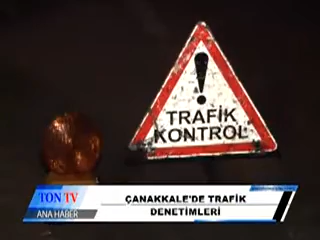 !
TRAFİK
KONTROL
TON TV
ANA HABER
ÇANAKKALE'DE TRAFİK
DENETİMLERİ